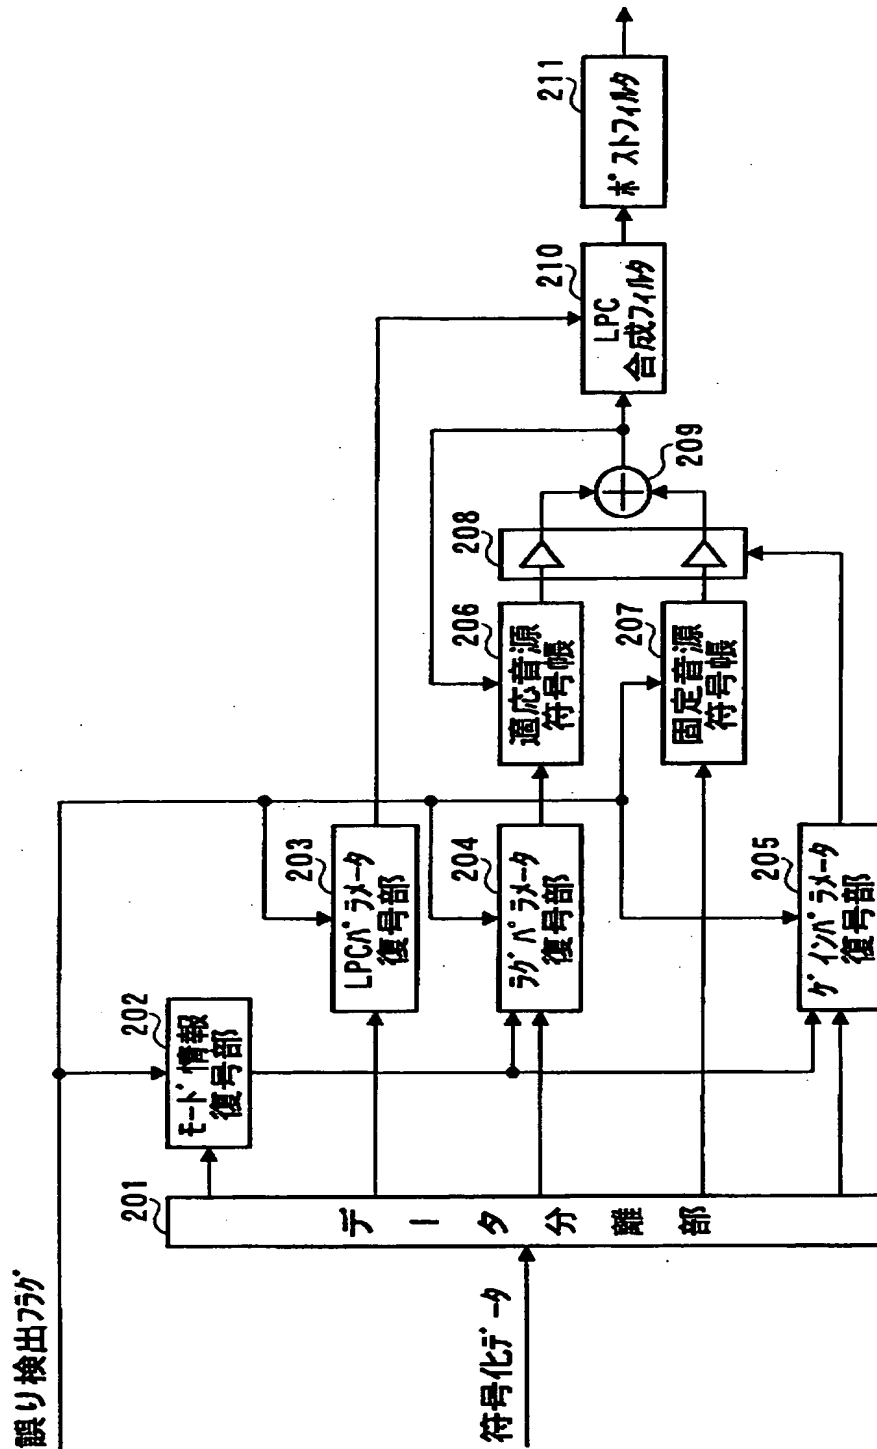 誤り検出フラグ
符号化データ
201
データ分離部
202
モード情報
復号部
203
LPCパラメータ
復号部
204
ラグパラメータ
復号部
205
ゲインパラメータ
復号部
206
適応音源
符号帳
207
固定音源
符号帳
208
209
210
LPC
合成フィルタ
211
ポストフィルタ